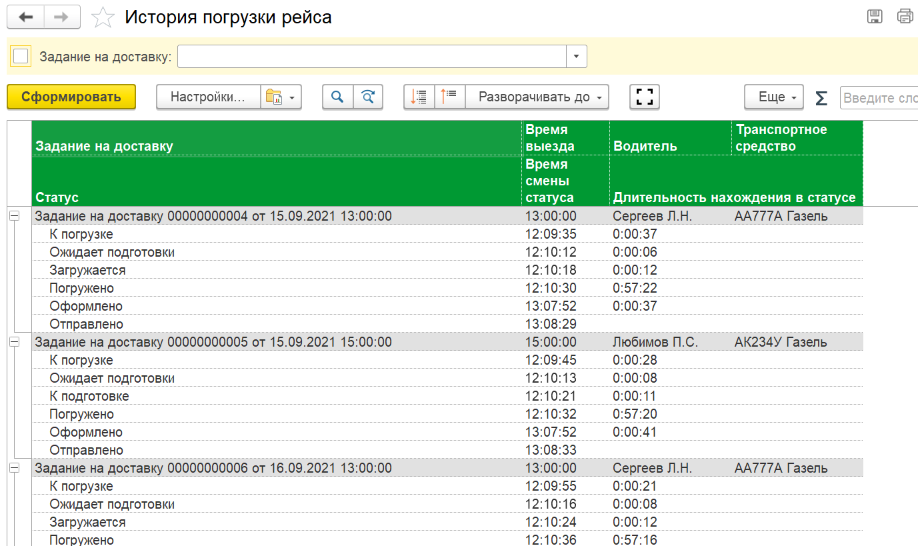 История погрузки рейса
Задание на доставку:
Сформировать Настройки... Разворачивать до Еще Σ Введите сло
Задание на доставку Время выезда Водитель Транспортное средство
Статус Время смены статуса Длительность нахождения в статусе
Задание на доставку 00000000004 от 15.09.2021 13:00:00 13:00:00 Сергеев Л.Н. АА777А Газель
К погрузке 12:09:35 0:00:37
Ожидает подготовки 12:10:12 0:00:06
Загружается 12:10:18 0:00:12
Погружено 12:10:30 0:57:22
Оформлено 13:07:52 0:00:37
Отправлено 13:08:29
Задание на доставку 00000000005 от 15.09.2021 15:00:00 15:00:00 Любимов П.С. АК234У Газель
К погрузке 12:09:45 0:00:28
Ожидает подготовки 12:10:13 0:00:08
К подготовке 12:10:21 0:00:11
Погружено 12:10:32 0:57:20
Оформлено 13:07:52 0:00:41
Отправлено 13:08:33
Задание на доставку 00000000006 от 16.09.2021 13:00:00 13:00:00 Сергеев Л.Н. АА777А Газель
К погрузке 12:09:55 0:00:21
Ожидает подготовки 12:10:16 0:00:08
Загружается 12:10:24 0:00:12
Погружено 12:10:36 0:57:16